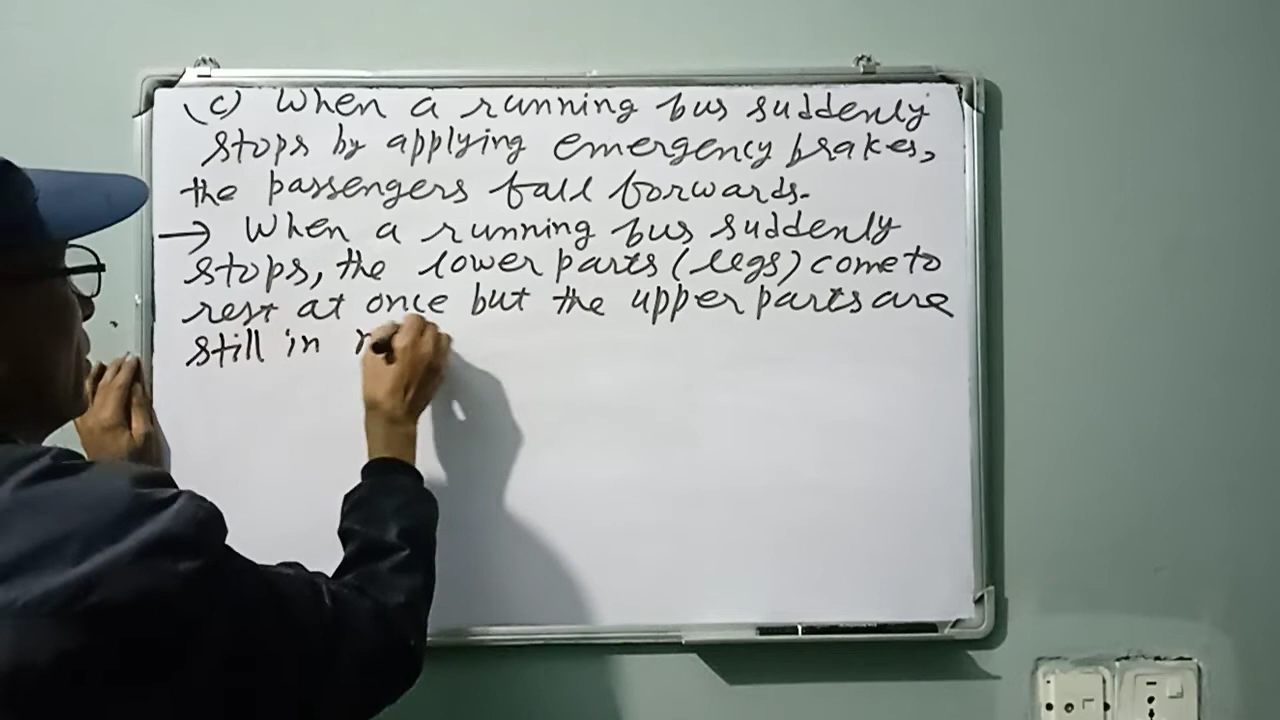 (c) When a running bus suddenly
stops by applying emergency brakes,
the passengers fall forwards.
→ When a running bus suddenly
stops, the lower parts (legs) come to
rest at once but the upper parts are
still in